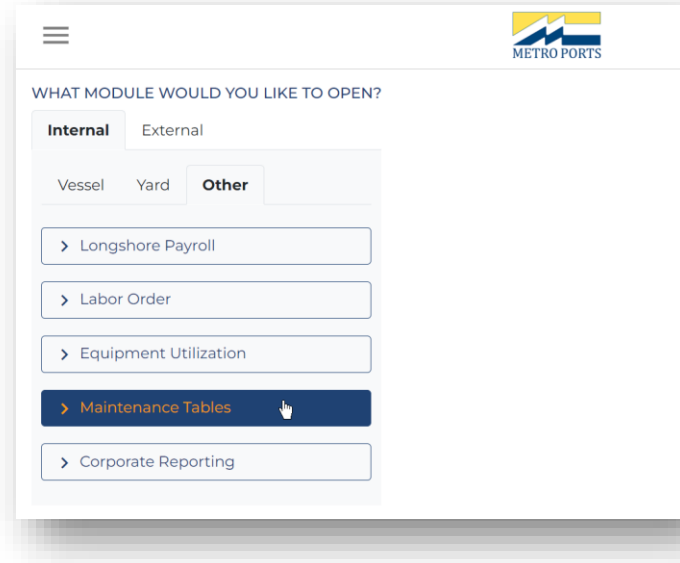 METRO PORTS
WHAT MODULE WOULD YOU LIKE TO OPEN?
Internal External
Vessel Yard Other
Longshore Payroll
Labor Order
Equipment Utilization
Maintenance Tables
Corporate Reporting